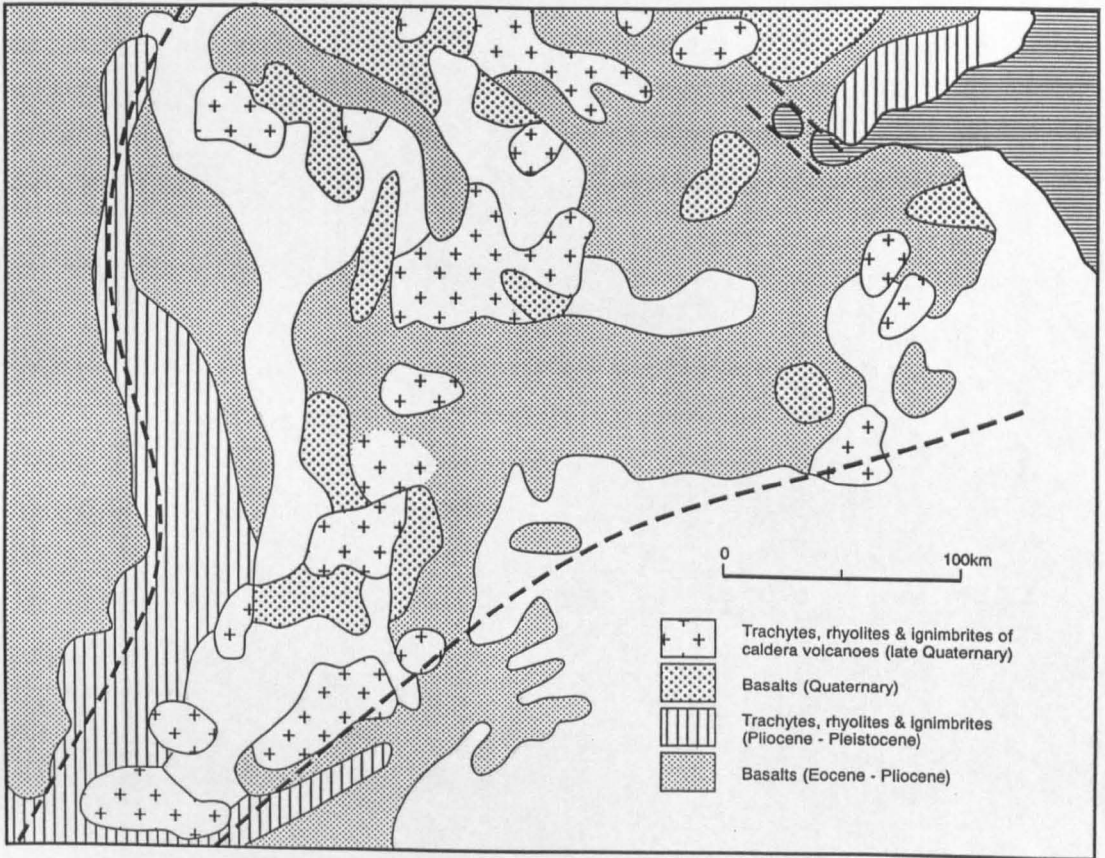 0 100km
Trachytes, rhyolites & ignimbrites of
caldera volcanoes (late Quaternary)
Basalts (Quaternary)
Trachytes, rhyolites & ignimbrites
(Pliocene - Pleistocene)
Basalts (Eocene - Pliocene)